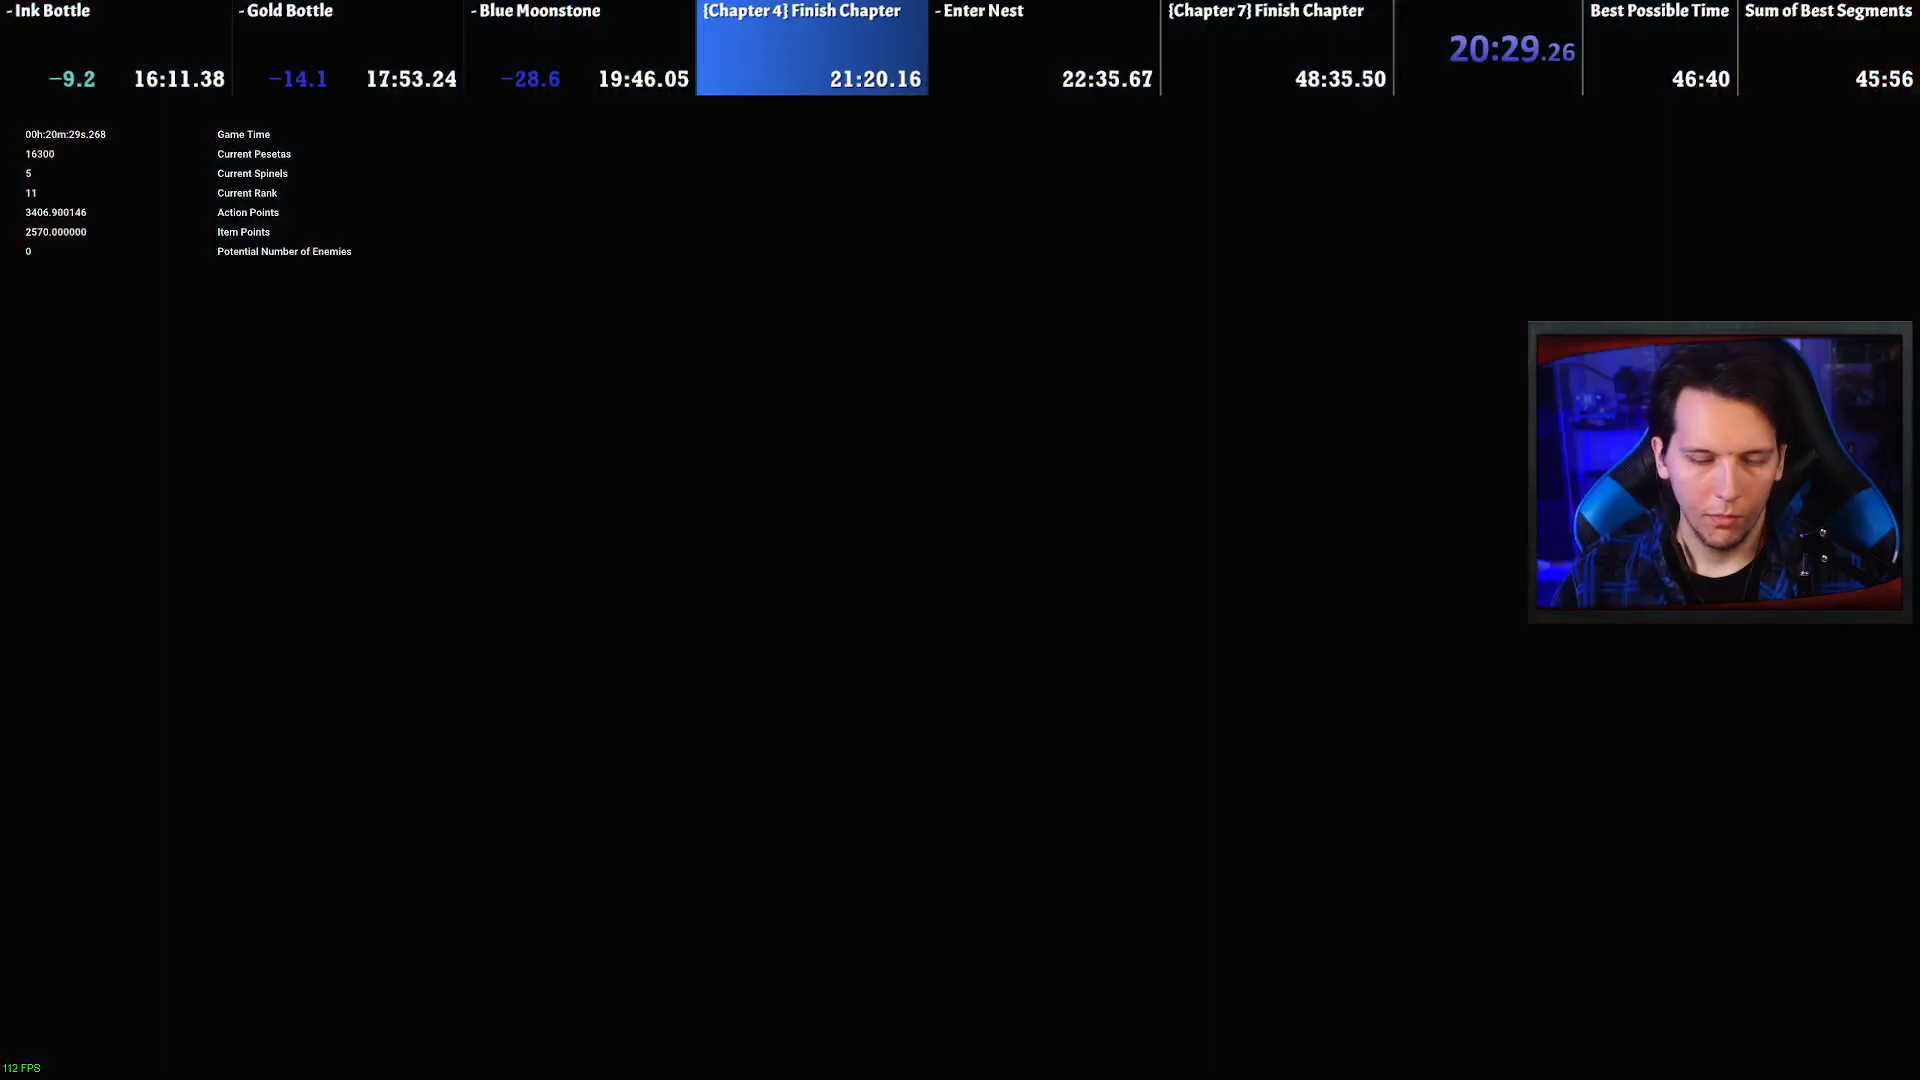 - Ink Bottle
−9.2 16:11.38
- Gold Bottle
−14.1 17:53.24
- Blue Moonstone
−28.6 19:46.05
{Chapter 4} Finish Chapter
21:20.16
- Enter Nest
22:35.67
{Chapter 7} Finish Chapter
48:35.50
20:29.26
Best Possible Time
46:40
Sum of Best Segments
45:56
00h:20m:29s.268 Game Time
16300 Current Pesetas
5 Current Spinels
11 Current Rank
3406.900146 Action Points
2570.000000 Item Points
0 Potential Number of Enemies
112 FPS